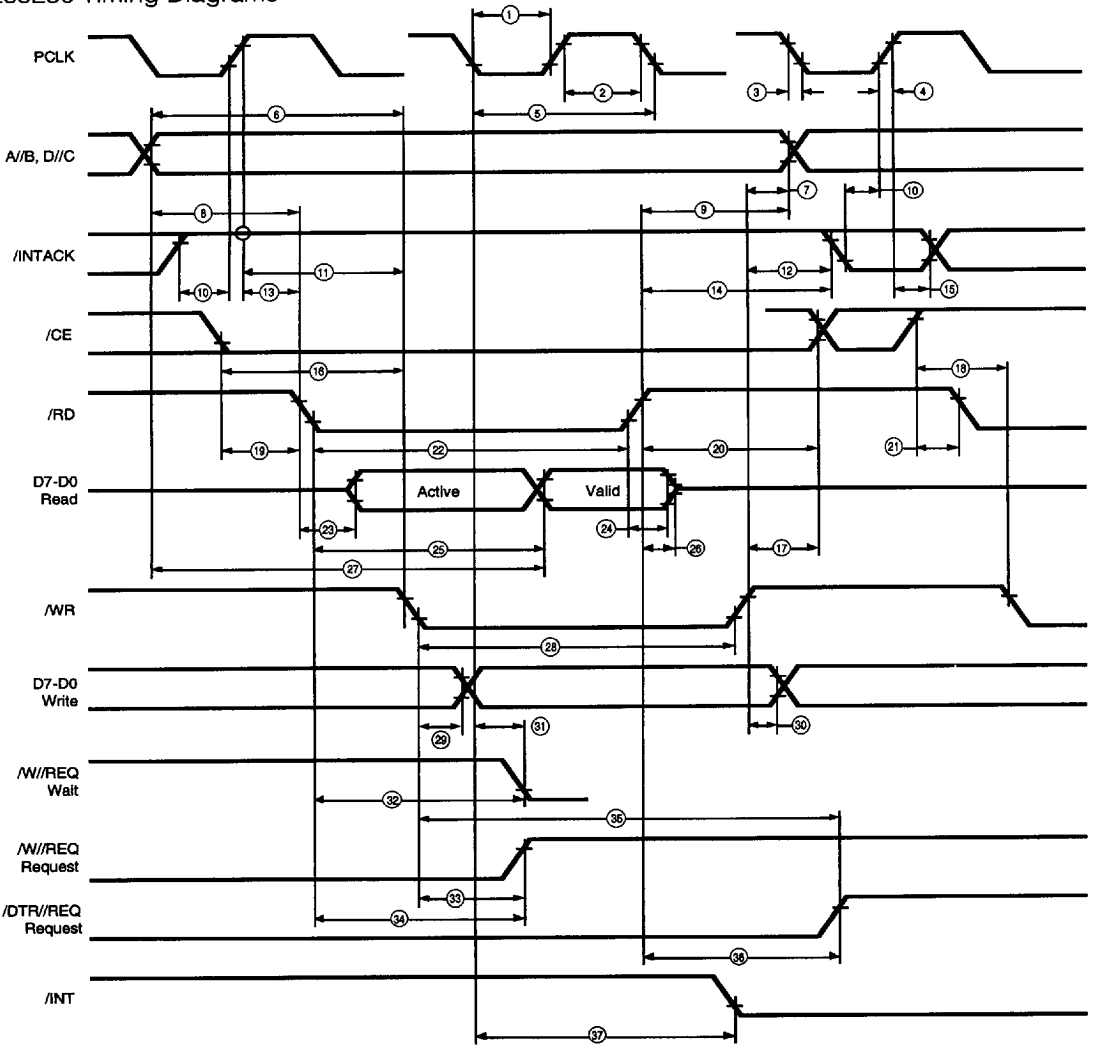 Timing Diagrams
1
PCLK
3
4
2
5
6
A//B, D//C
7
10
8
9
/INTACK
11
12
10
13
14
15
/CE
16
18
/RD
19
22
20
21
D7-D0
Read
Active
Valid
23
24
25
26
17
27
/WR
28
D7-D0
Write
29
31
30
/W//REQ
Wait
32
35
/W//REQ
Request
33
34
/DTR//REQ
Request
36
/INT
37